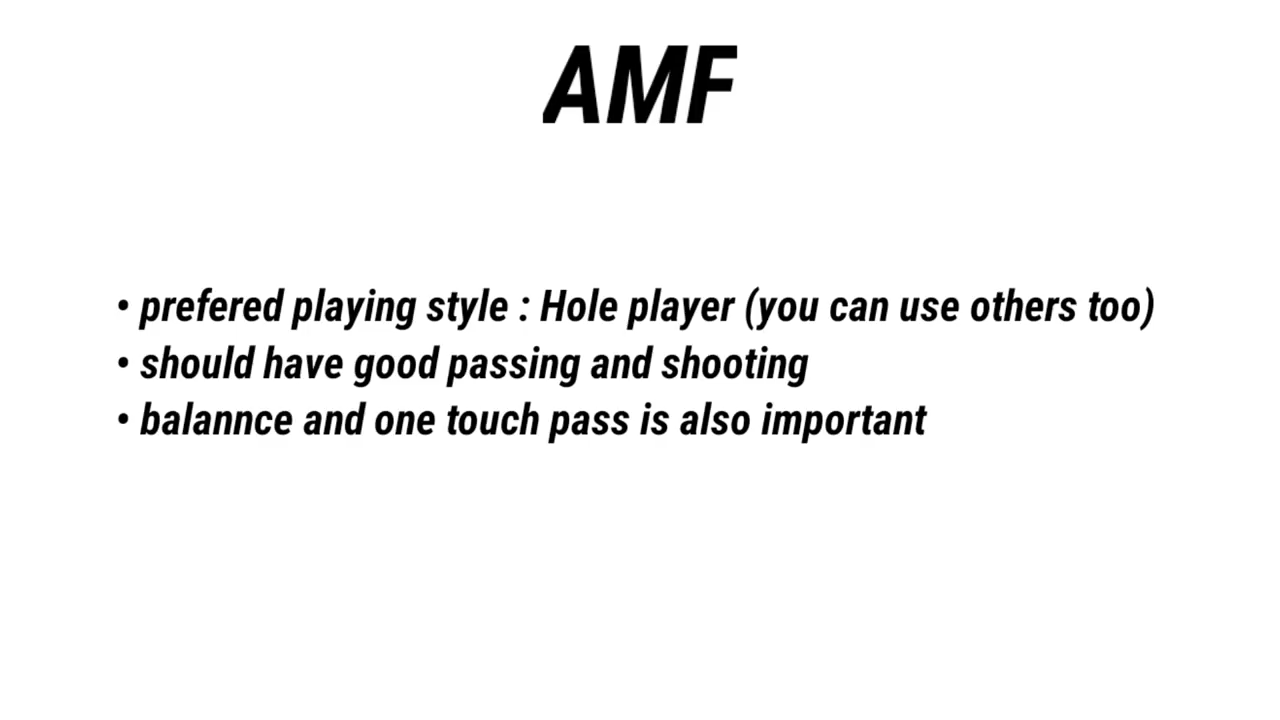 AMF
• prefered playing style : Hole player (you can use others too)
• should have good passing and shooting
• balannce and one touch pass is also important